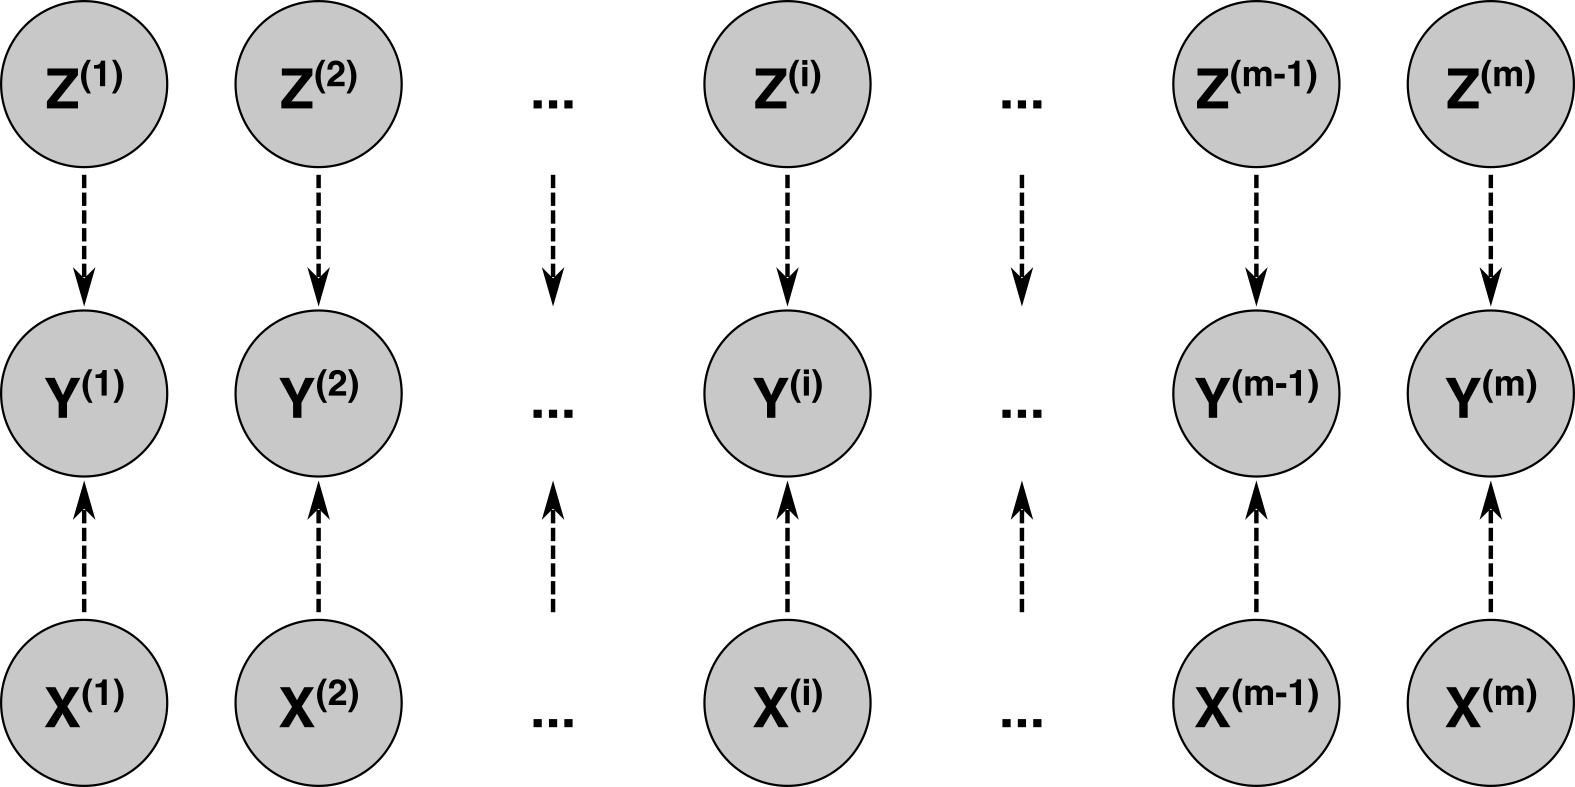 Z(1) Z(2) ... Z(i) ... Z(m-1) Z(m)
Y(1) Y(2) ... Y(i) ... Y(m-1) Y(m)
X(1) X(2) ... X(i) ... X(m-1) X(m)